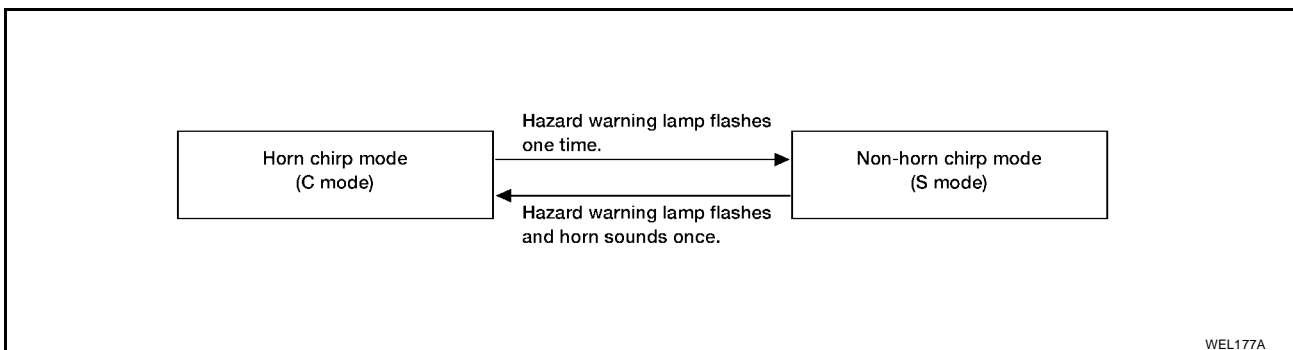 Hazard warning lamp flashes
one time.
Horn chirp mode
(C mode)
Non-horn chirp mode
(S mode)
Hazard warning lamp flashes
and horn sounds once.
WEL177A